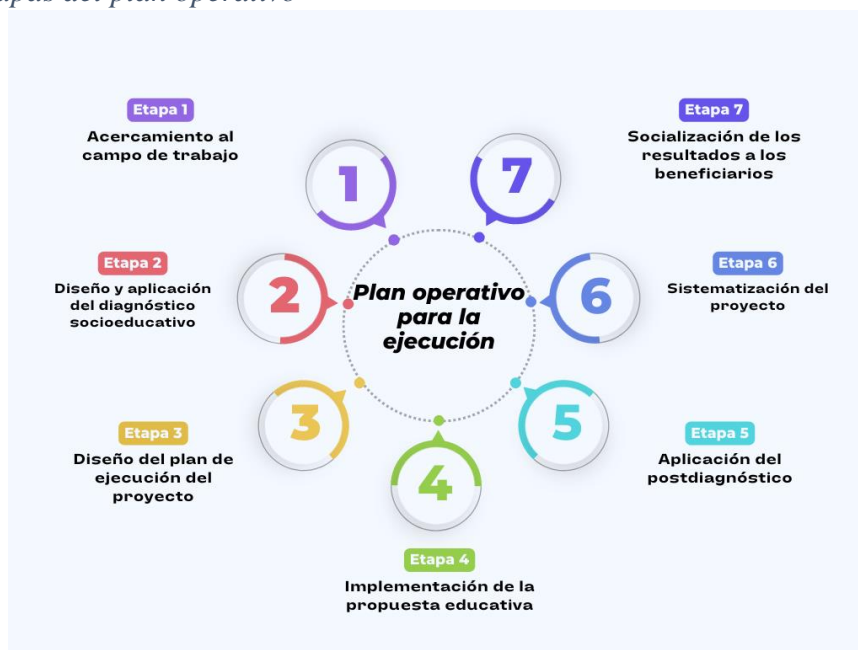 del plan operativo
Etapa 1
Acercamiento al
campo de trabajo
Etapa 2
Diseño y aplicación
del diagnóstico
socioeducativo
Etapa 3
Diseño del plan de
ejecución del
proyecto
Etapa 4
Implementación de la
propuesta educativa
Etapa 5
Aplicación del
postdiagnóstico
Etapa 6
Sistematización del
proyecto
Etapa 7
Socialización de los
resultados a los
beneficiarios
1
2
3
4
5
6
7
Plan operativo
para la
ejecución